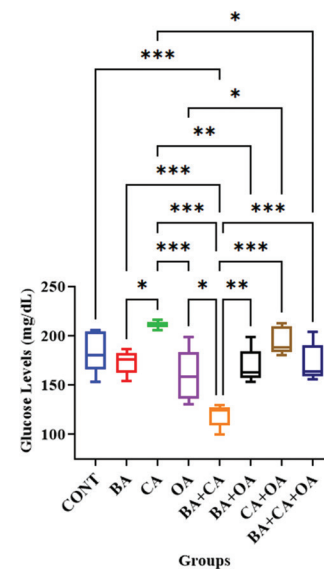 *
***
*
**
***
*** ***
*** ***
* * **
250
200
150
100
Glucose Levels (mg/dL)
CONT
BA
CA
OA
BA+CA
BA+OA
CA+OA
BA+CA+OA
Groups